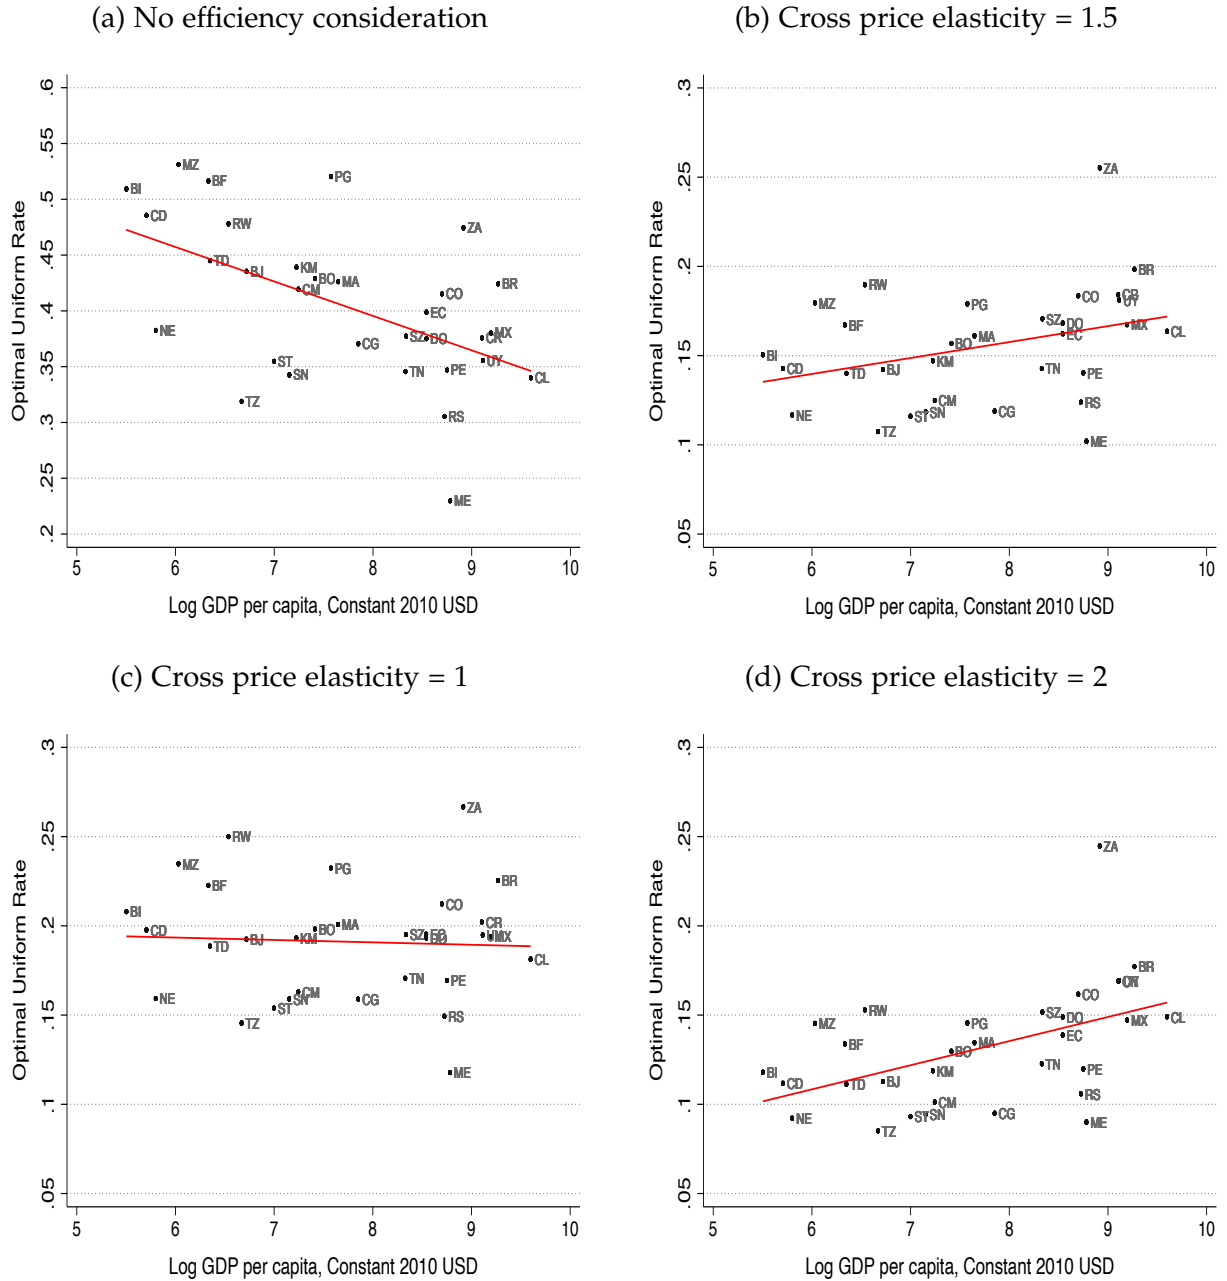 (a) No efficiency consideration
Optimal Uniform Rate
.6
.55
.5
.45
.4
.35
.3
.25
.2
MZ
BF
BI
PG
CD
RW
ZA
TD
BJ
KM
BO
MA
CM
BR
CO
EC
NE
SZ
DO
MX
CR
CG
ST
SN
TN
PE
UY
CL
TZ
RS
ME
5 6 7 8 9 10
Log GDP per capita, Constant 2010 USD
(b) Cross price elasticity = 1.5
Optimal Uniform Rate
.3
.25
.2
.15
.1
.05
ZA
BR
RW
MZ
PG
CO
CR
UY
BF
SZ
DO
MX
EC
CL
MA
BO
BI
KM
CD
TD
BJ
TN
PE
NE
CM
SN
ST
CG
RS
TZ
ME
5 6 7 8 9 10
Log GDP per capita, Constant 2010 USD
(c) Cross price elasticity = 1
Optimal Uniform Rate
.3
.25
.2
.15
.1
.05
ZA
RW
MZ
PG
BF
BR
BI
CO
CD
CR
MA
BO
TD
BJ
KM
SZ
MX
CL
NE
TN
PE
CM
SN
ST
CG
TZ
RS
ME
5 6 7 8 9 10
Log GDP per capita, Constant 2010 USD
(d) Cross price elasticity = 2
Optimal Uniform Rate
.3
.25
.2
.15
.1
.05
ZA
BR
CO
RW
MZ
PG
SZ
DO
MX
CL
BF
MA
EC
BO
BI
KM
CD
TD
BJ
TN
PE
NE
CM
SN
ST
CG
RS
TZ
ME
5 6 7 8 9 10
Log GDP per capita, Constant 2010 USD